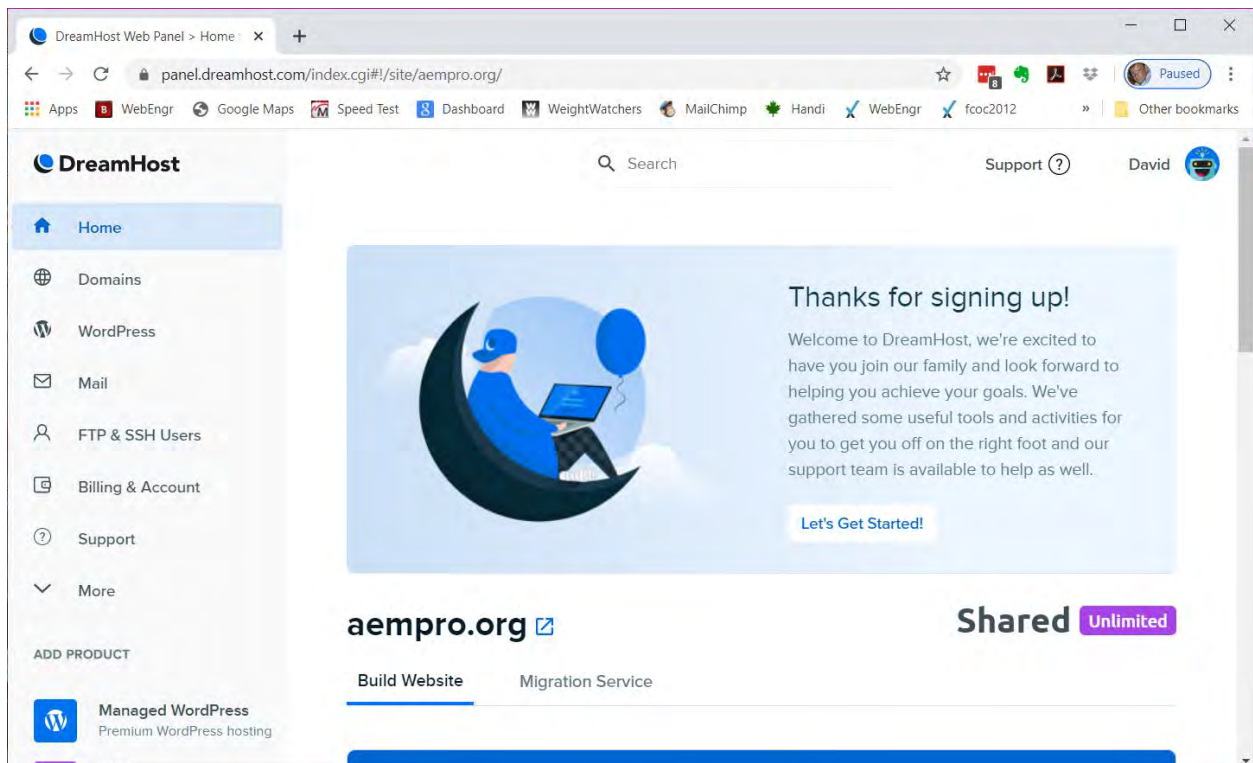 DreamHost Web Panel > Home
panel.dreamhost.com/index.cgi#!/site/aempro.org/
8
Paused
Apps
B WebEngr
Google Maps
Speed Test
8 Dashboard
W WeightWatchers
MailChimp
Handi
WebEngr
fcoc2012
»
Other bookmarks
DreamHost
Search
Support ?
David
Home
Domains
WordPress
Mail
FTP & SSH Users
Billing & Account
Support
More
ADD PRODUCT
Managed WordPress
Premium WordPress hosting
Thanks for signing up!
Welcome to DreamHost, we're excited to
have you join our family and look forward to
helping you achieve your goals. We've
gathered some useful tools and activities for
you to get you off on the right foot and our
support team is available to help as well.
Let's Get Started!
aempro.org
Shared Unlimited
Build Website
Migration Service